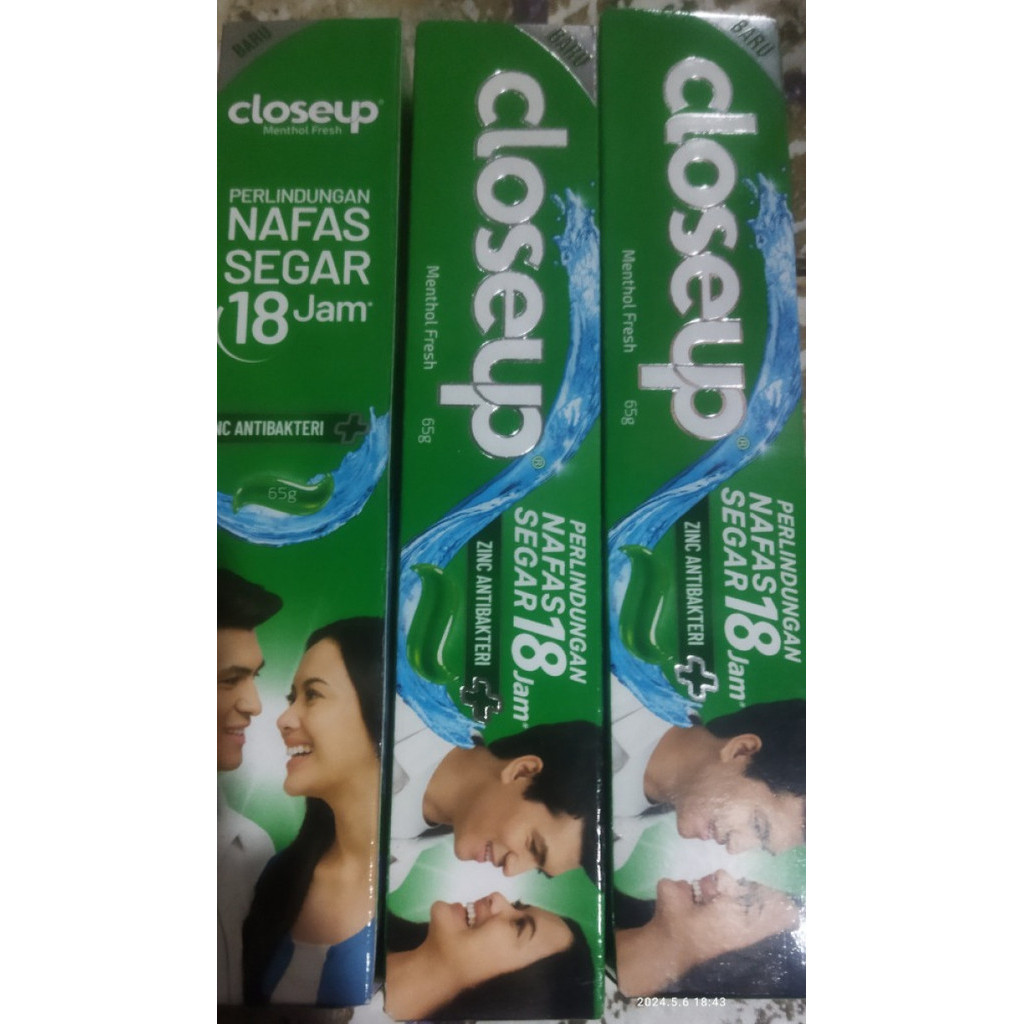 BARU
closeup®
Menthol Fresh
PERLINDUNGAN
NAFAS
SEGAR
18 Jam*
NC ANTIBAKTERI
65g
BARU
closeup®
Menthol Fresh
65g
PERLINDUNGAN
NAFAS
SEGAR 18 Jam*
ZINC ANTIBAKTERI
BARU
closeup®
Menthol Fresh
65g
PERLINDUNGAN
NAFAS
SEGAR 18 Jam*
ZINC ANTIBAKTERI
2024.5.6 18:43